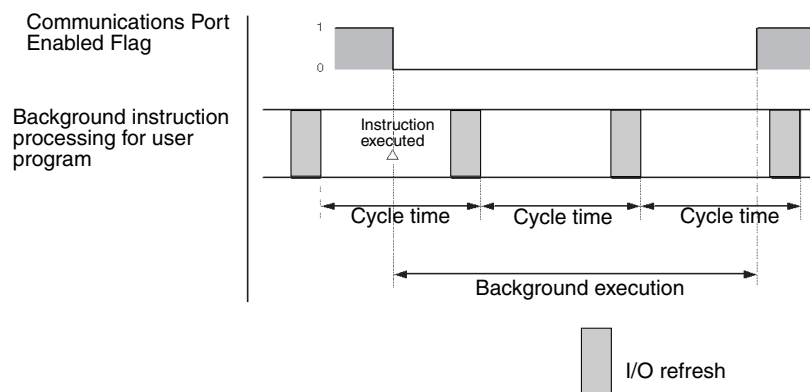 Communications Port
Enabled Flag
1
0
Background instruction
processing for user
program
Instruction
executed
Cycle time
Cycle time
Cycle time
Background execution
I/O refresh